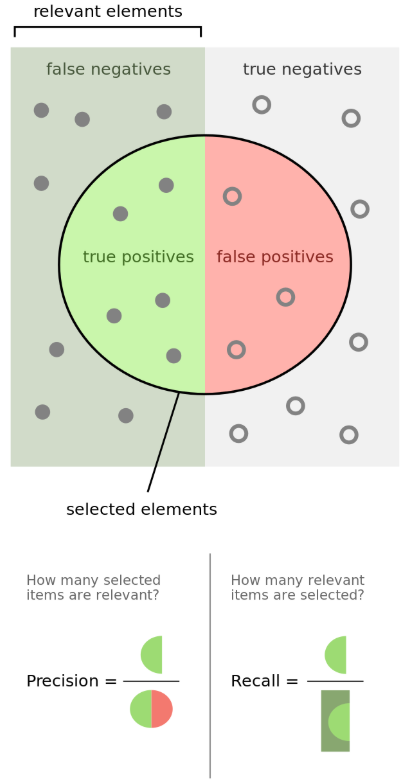 relevant elements
false negatives
true negatives
true positives
false positives
selected elements
How many selected
items are relevant?
How many relevant
items are selected?
Precision =
Recall =